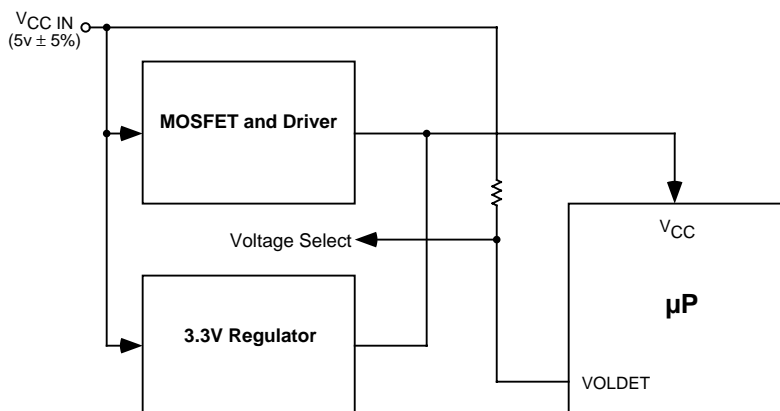 VCC IN
(5v ± 5%)
MOSFET and Driver
Voltage Select
VCC
µP
3.3V Regulator
VOLDET